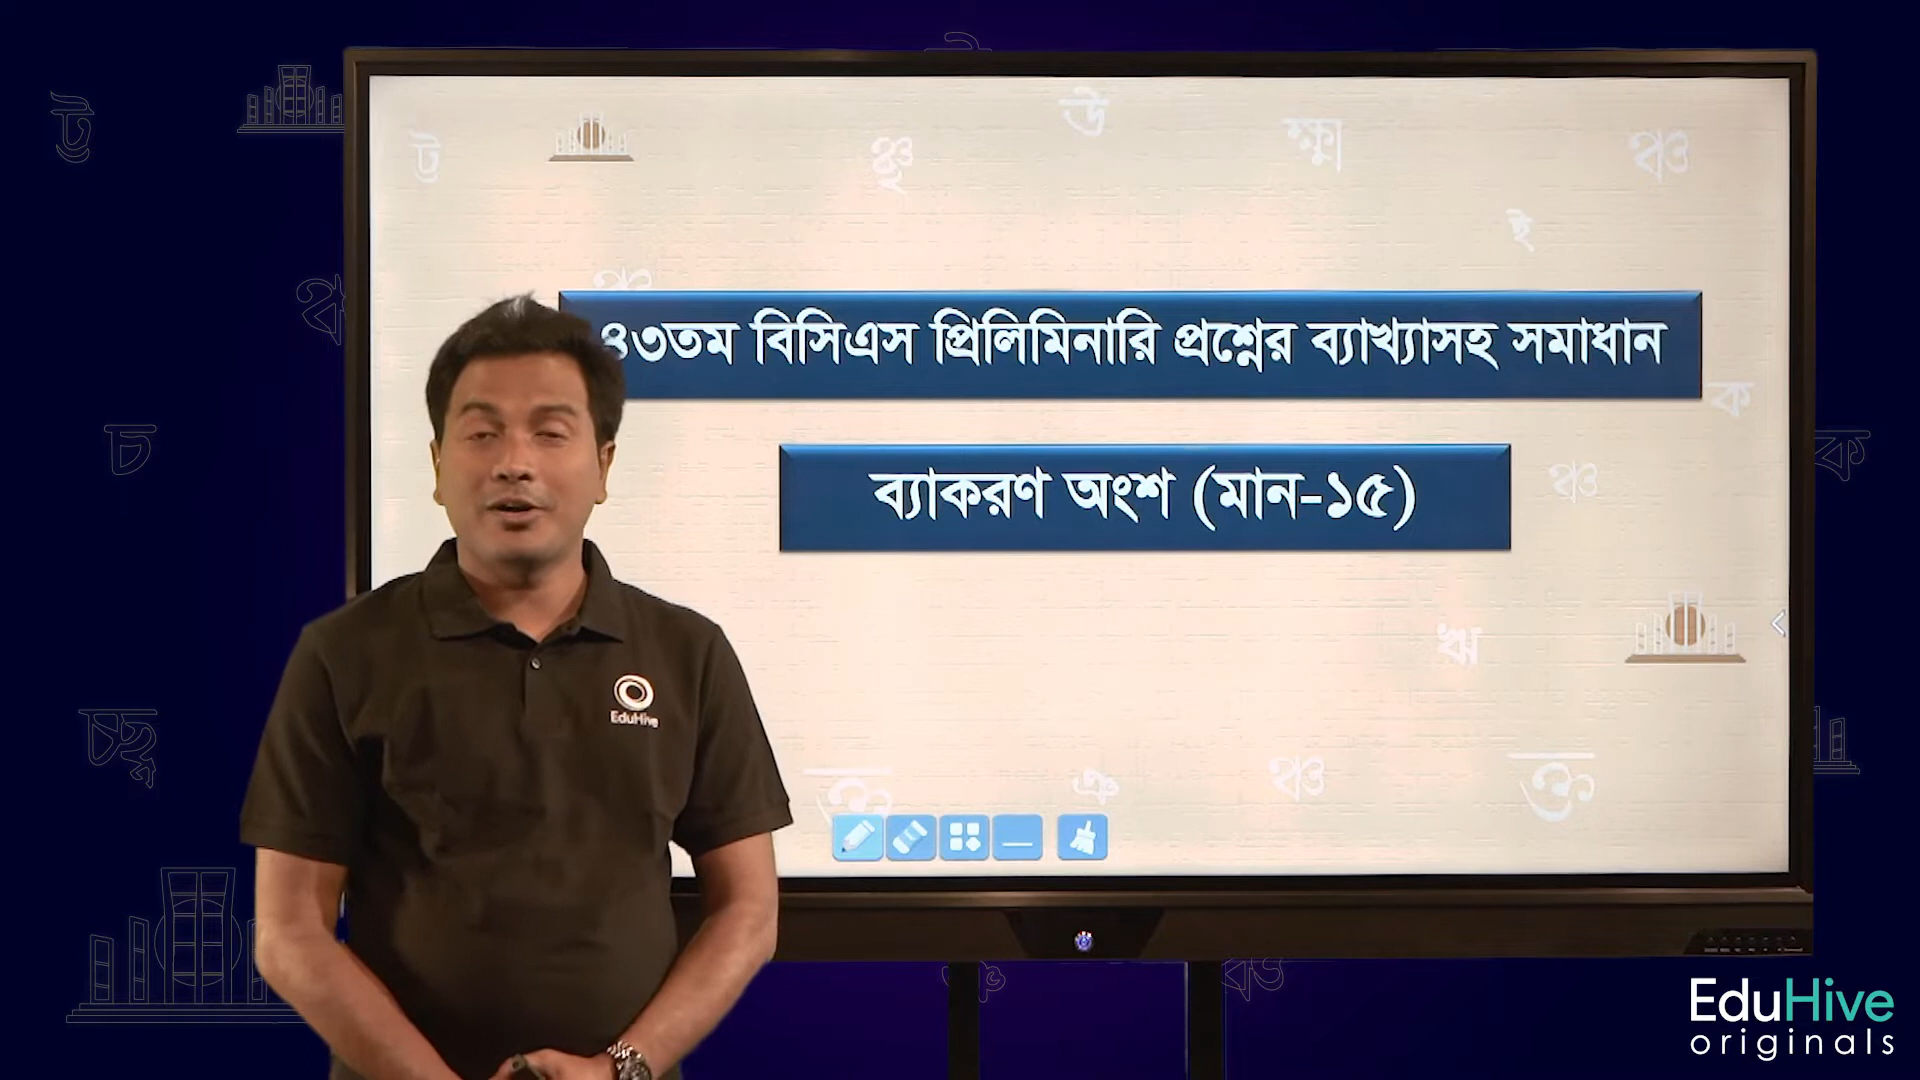 ৪৩তম বিসিএস প্রিলিমিনারি প্রশ্নের ব্যাখ্যাসহ সমাধান
ব্যাকরণ অংশ (মান-১৫)
EduHive
EduHive
originals